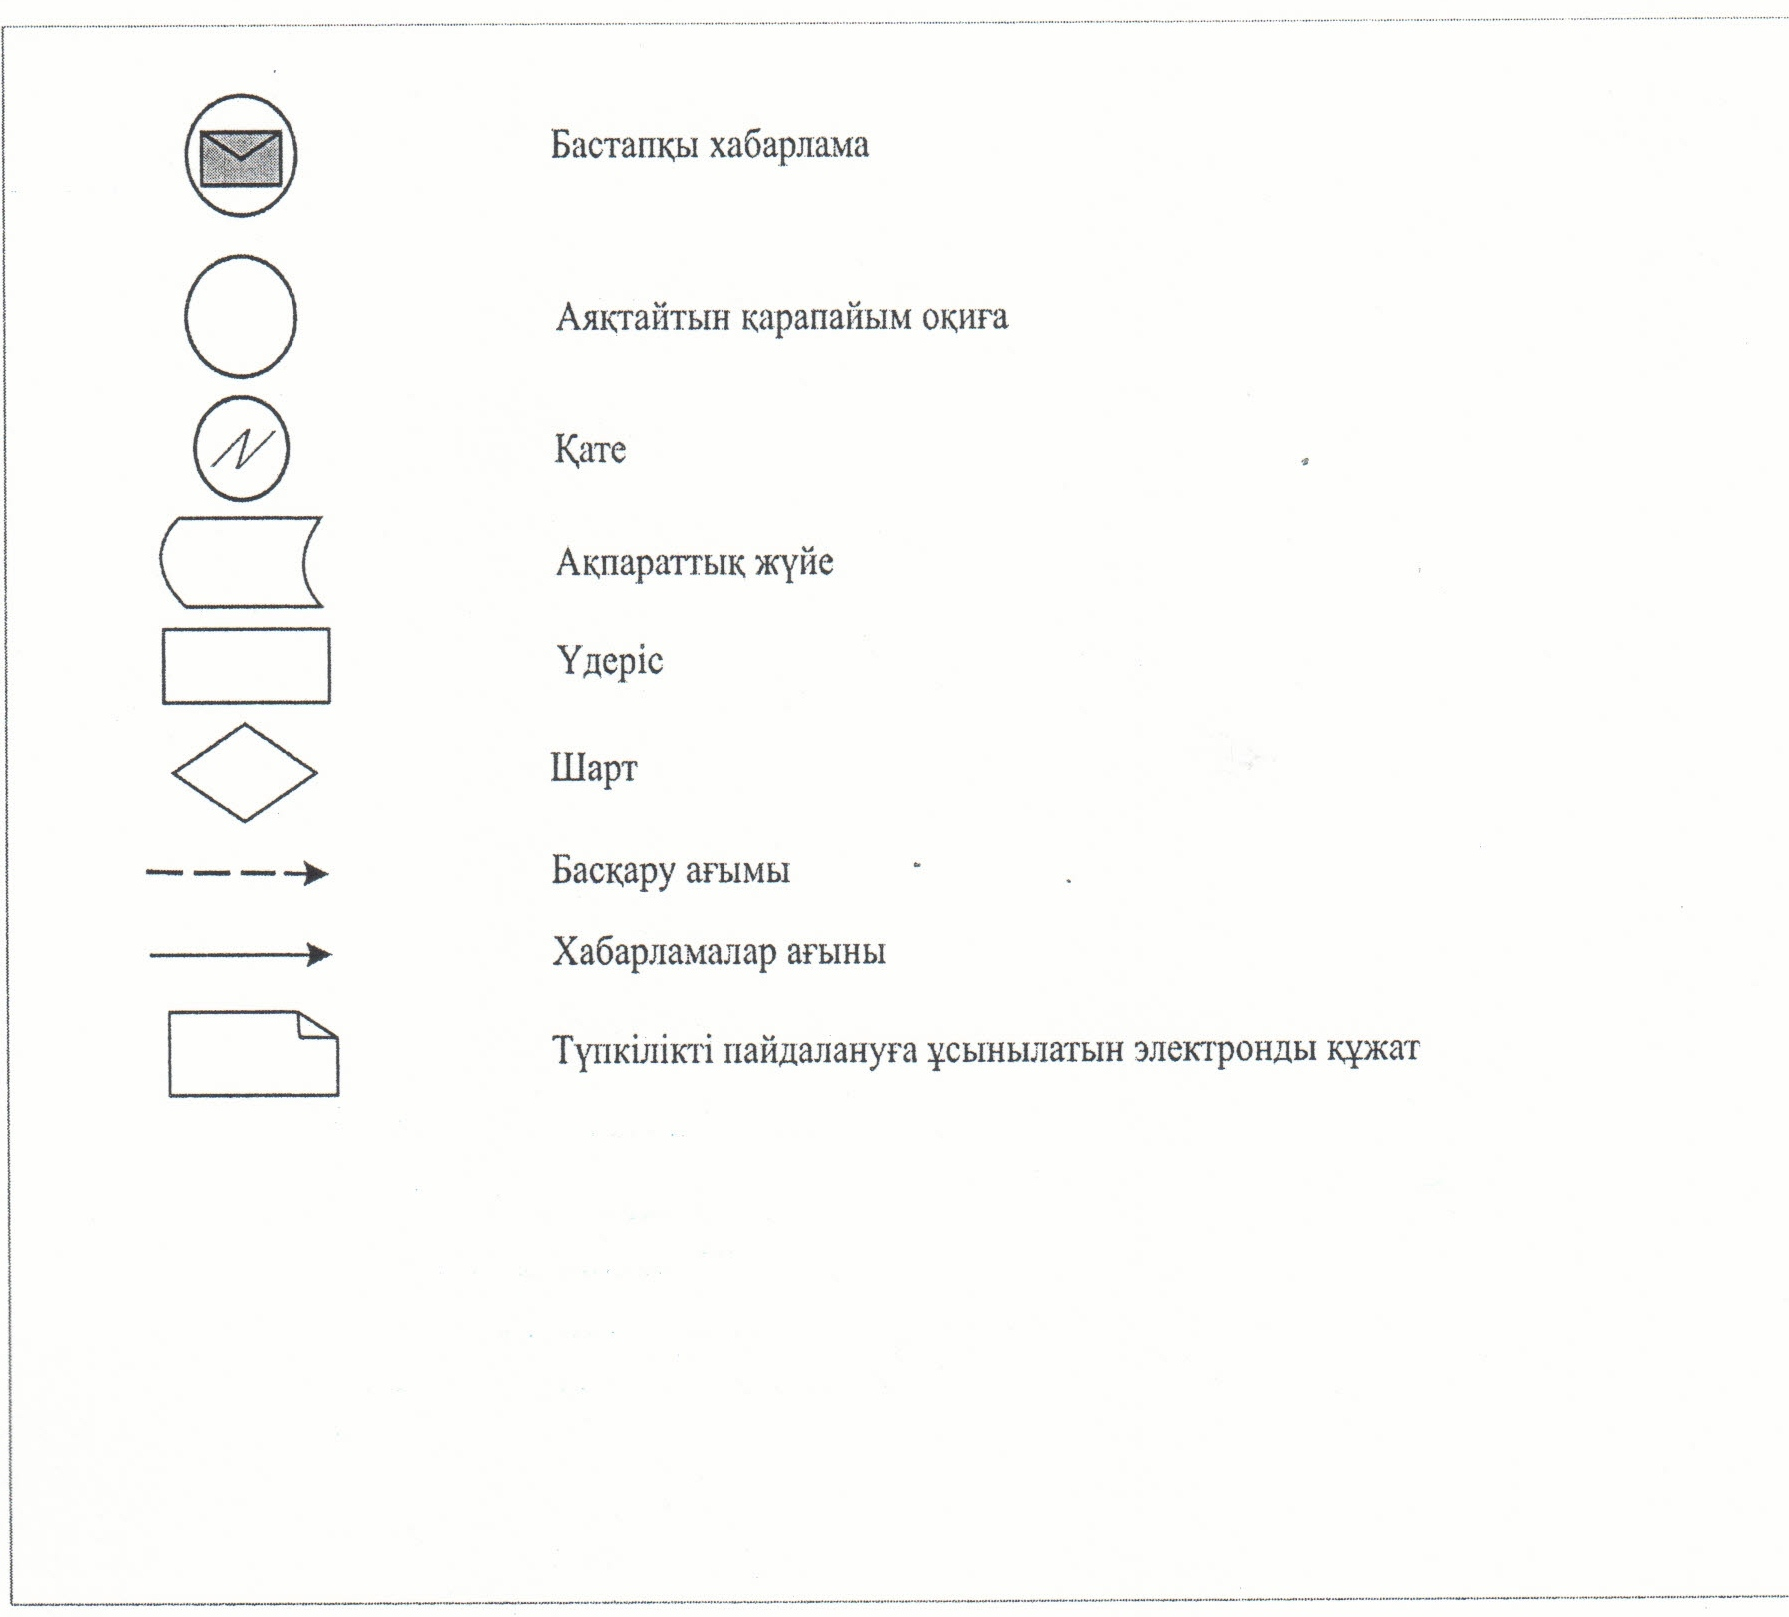 Бастапқы хабарлама
Аяқтайтын қарапайым оқиға
Қате
Ақпараттық жүйе
Үдеріс
Шарт
Басқару ағымы
Хабарламалар ағыны
Түпкілікті пайдалануға ұсынылатын электронды құжат